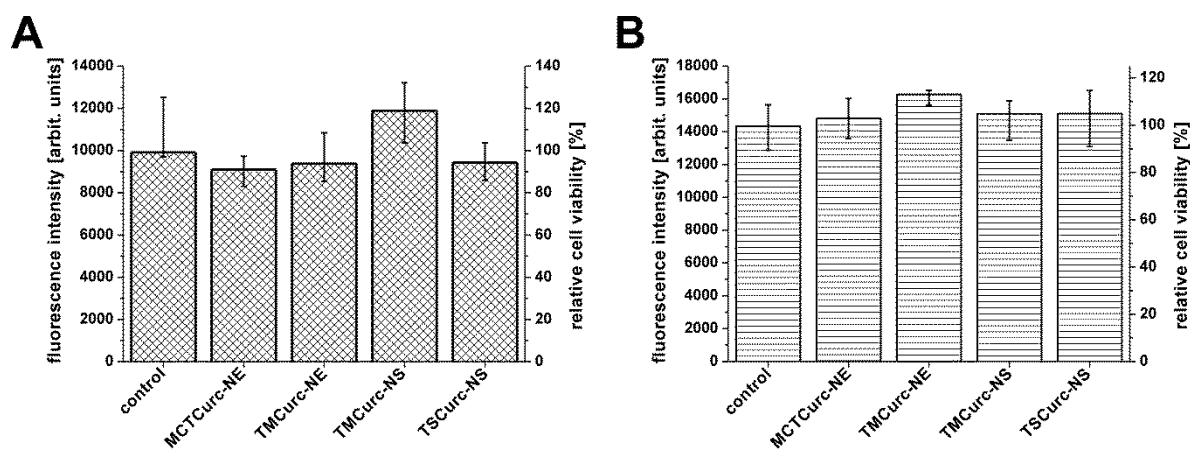 A
fluorescence intensity [arbit. units]
14000
12000
10000
8000
6000
4000
2000
0
140
120
100
80
60
40
20
0
relative cell viability [%]
control
MCTCurc-NE
TMCurc-NE
TMCurc-NS
TSCurc-NS
B
fluorescence intensity [arbit. units]
18000
16000
14000
12000
10000
8000
6000
4000
2000
0
120
100
80
60
40
20
0
relative cell viability [%]
control
MCTCurc-NE
TMCurc-NE
TMCurc-NS
TSCurc-NS